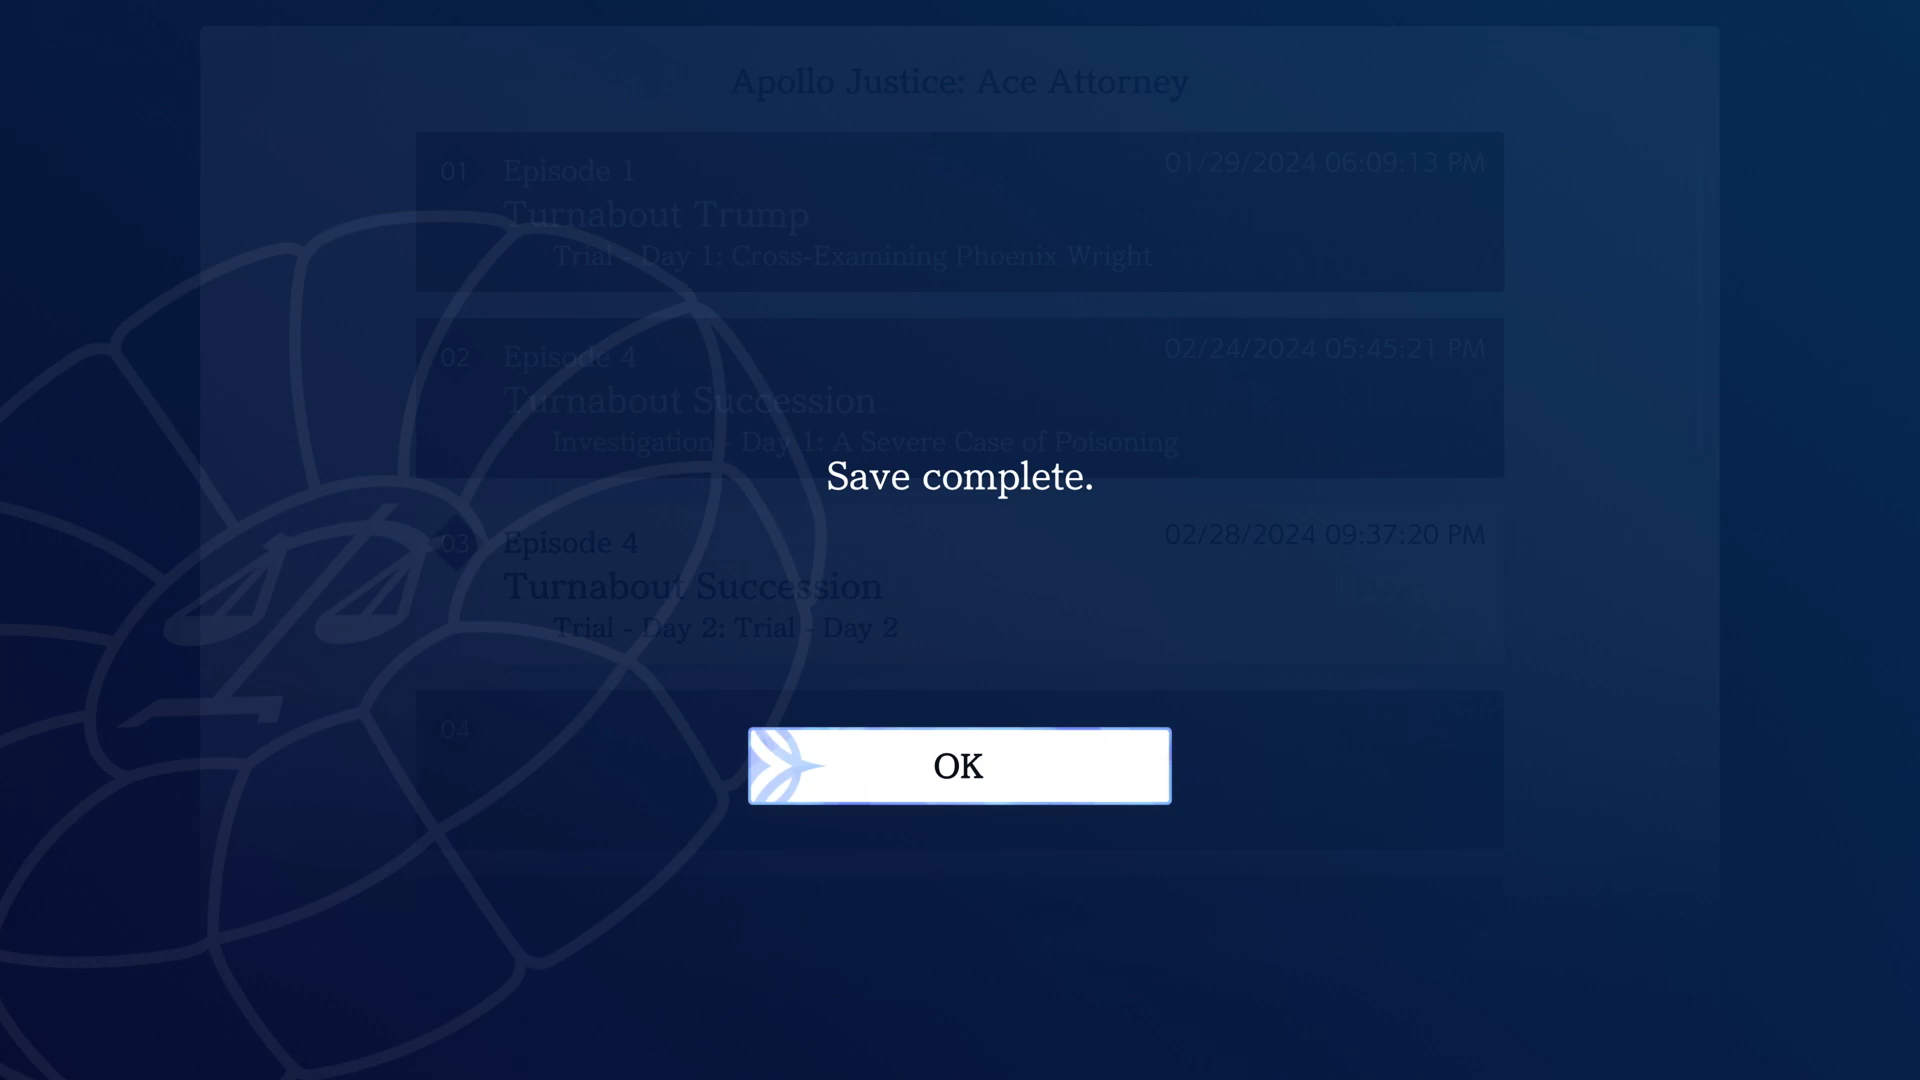 Apollo Justice: Ace Attorney
01 Episode 1 01/29/2024 06:09:13 PM
Turnabout Trump
Trial - Day 1: Cross-Examining Phoenix Wright
02 Episode 4 02/24/2024 05:45:21 PM
Turnabout Succession
Investigation - Day 1: A Severe Case of Poisoning
Save complete.
03 Episode 4 02/28/2024 09:37:20 PM
Turnabout Succession
Trial - Day 2: Trial - Day 2
04
OK